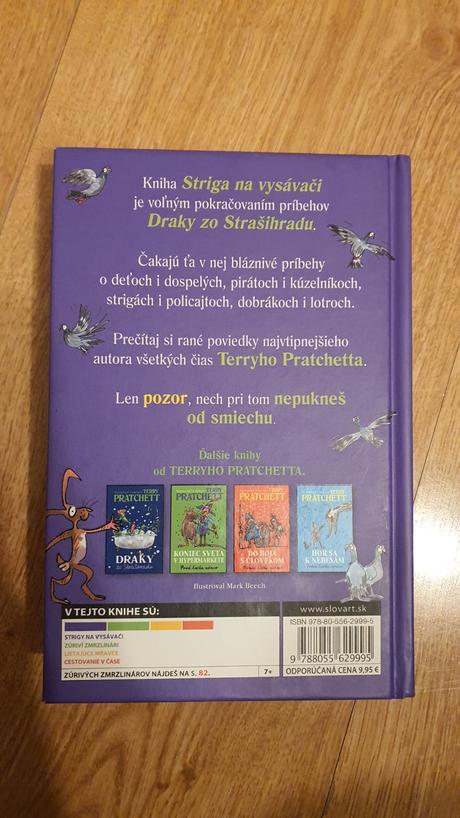 Kniha Striga na vysávači
je voľným pokračovaním príbehov
Draky zo Strašihradu.
Čakajú ťa v nej bláznivé príbehy
o deťoch i dospelých, pirátoch i kúzelníkoch,
strigách i policajtoch, dobrákoch i lotroch.
Prečítaj si rané poviedky najvtipnejšieho
autora všetkých čias Terryho Pratchetta.
Len pozor, nech pri tom nepukneš
od smiechu.
Ďalšie knihy
od TERRYHO PRATCHETTA.
TERRY
PRATCHETT
DRAKY
zo Strašihradu
TERRY
PRATCHETT
KONIEC SVETA
V HYPERMARKETE
TERRY
PRATCHETT
DO BOJA
S ČLOVEKOM
TERRY
PRATCHETT
HOR SA
K NEBESÁM
Ilustroval Mark Beech.
V TEJTO KNIHE SÚ:
STRIGY NA VYSÁVAČI
ZÚRIVÍ ZMRZLINÁRI
LIETAJÚCE MRAVCE
CESTOVANIE V ČASE
ZÚRIVÝCH ZMRZLINÁROV NÁJDEŠ NA S. 82.
7+
www.slovart.sk
ISBN 978-80-556-2999-5
9 788055 629995
ODPORÚČANÁ CENA 9,95 €